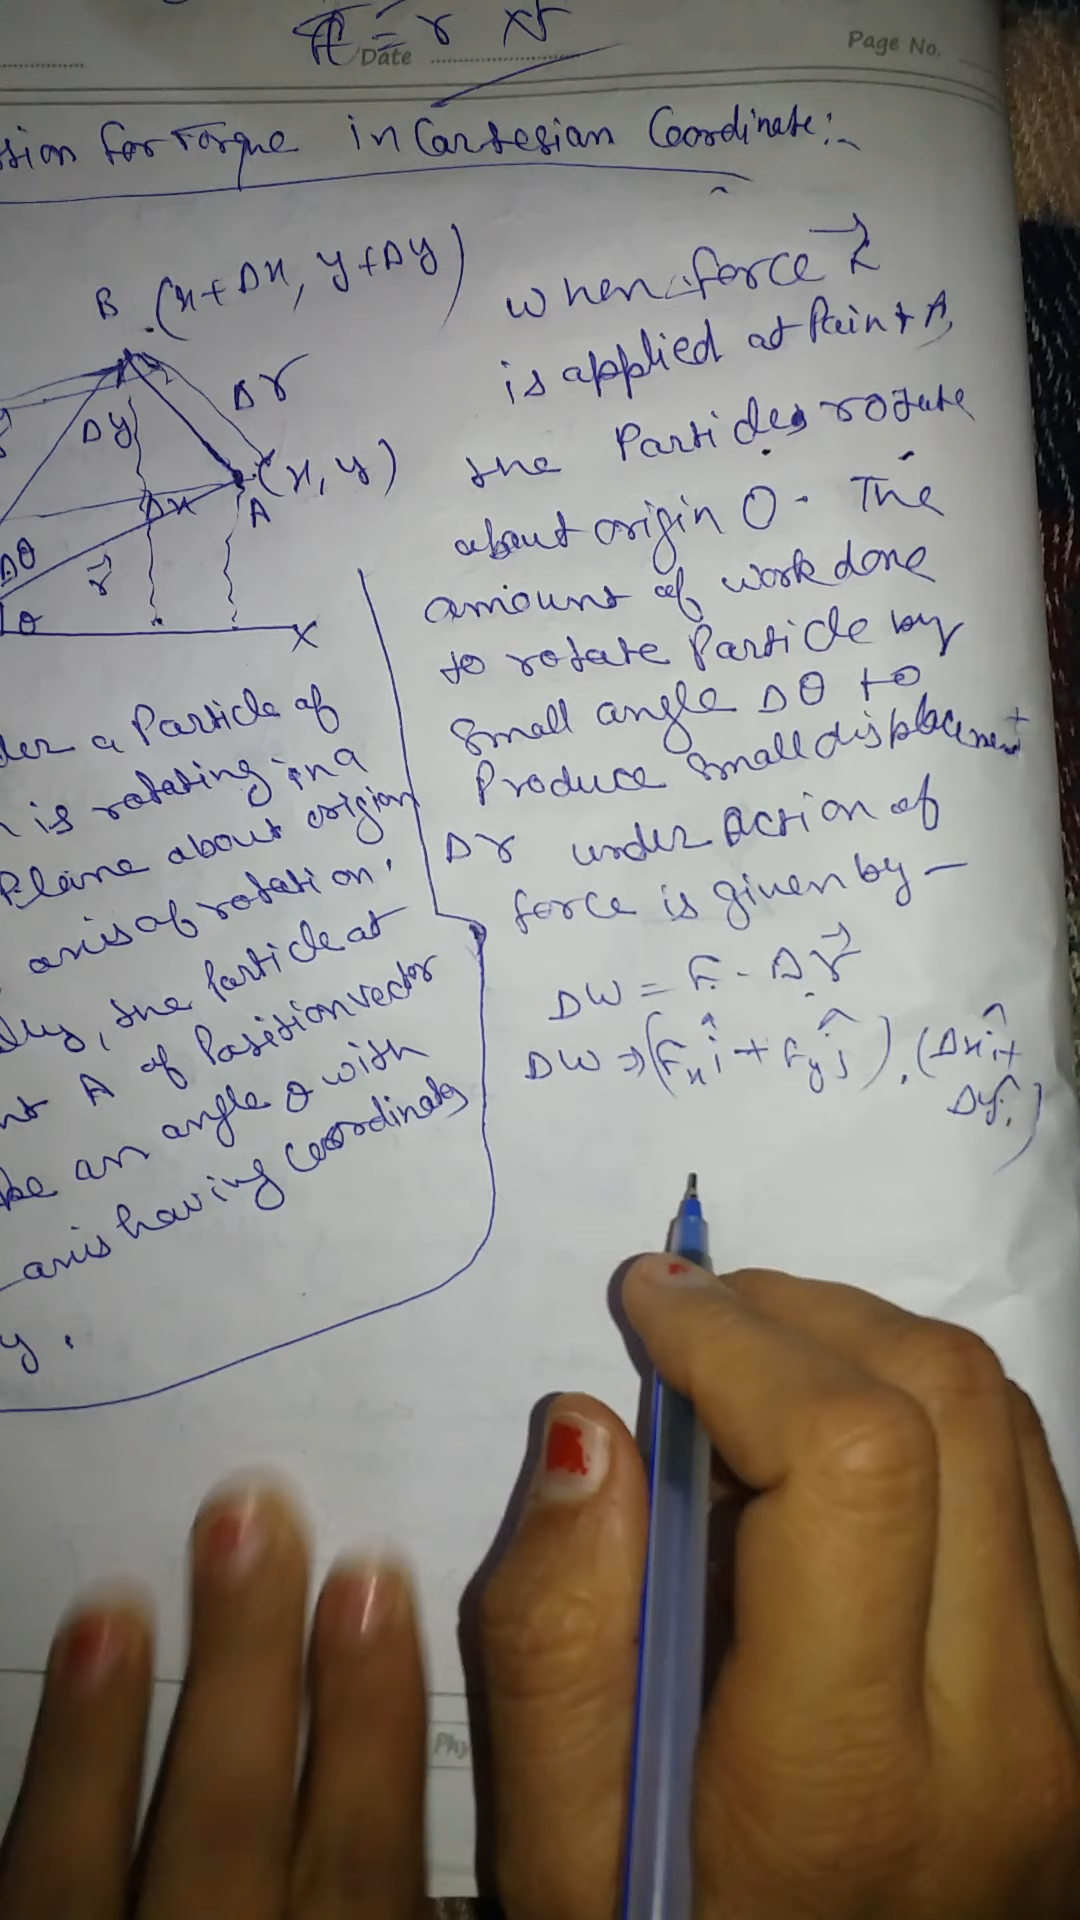 Date
Page No.
sion for Torque in Cartesian Coordinate:-
B (x+Δx, y+Δy)
Δr
Δy
(x, y)
Δx
A
Δθ
r
θ
X
a Particle of
is rotating in a
Plane about origin
axis of rotation.
, the Particle at
A of Position vector
an angle θ with
axis having Coordinates
y.
when force
is applied at Point A,
the Particles rotate
about origin O. The
amount of work done
to rotate Particle by
Small angle Δθ to
Produce small displacement
Δr under action of
force is given by –
ΔW = F · Δr⃗
ΔW ⇒ (Fx î + Fy ĵ) . (Δx î +
Δy ĵ)
Phy